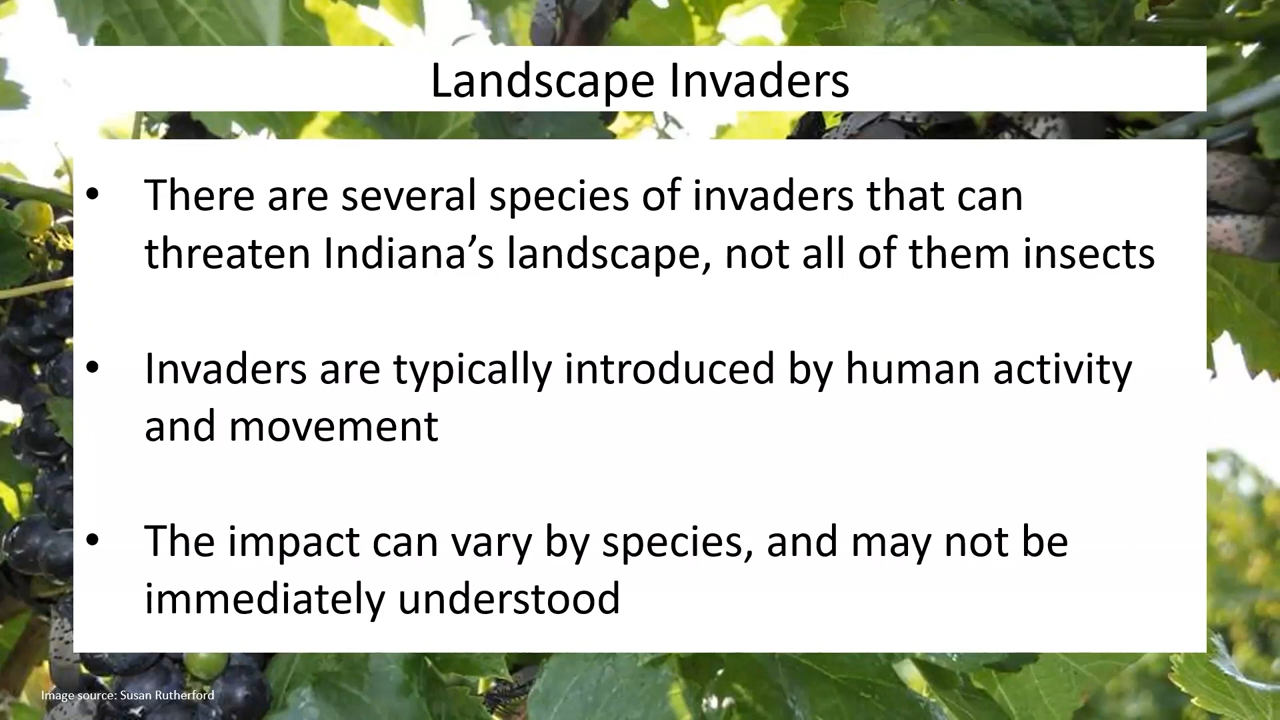 Landscape Invaders
• There are several species of invaders that can
threaten Indiana’s landscape, not all of them insects
• Invaders are typically introduced by human activity
and movement
• The impact can vary by species, and may not be
immediately understood
Image source: Susan Rutherford